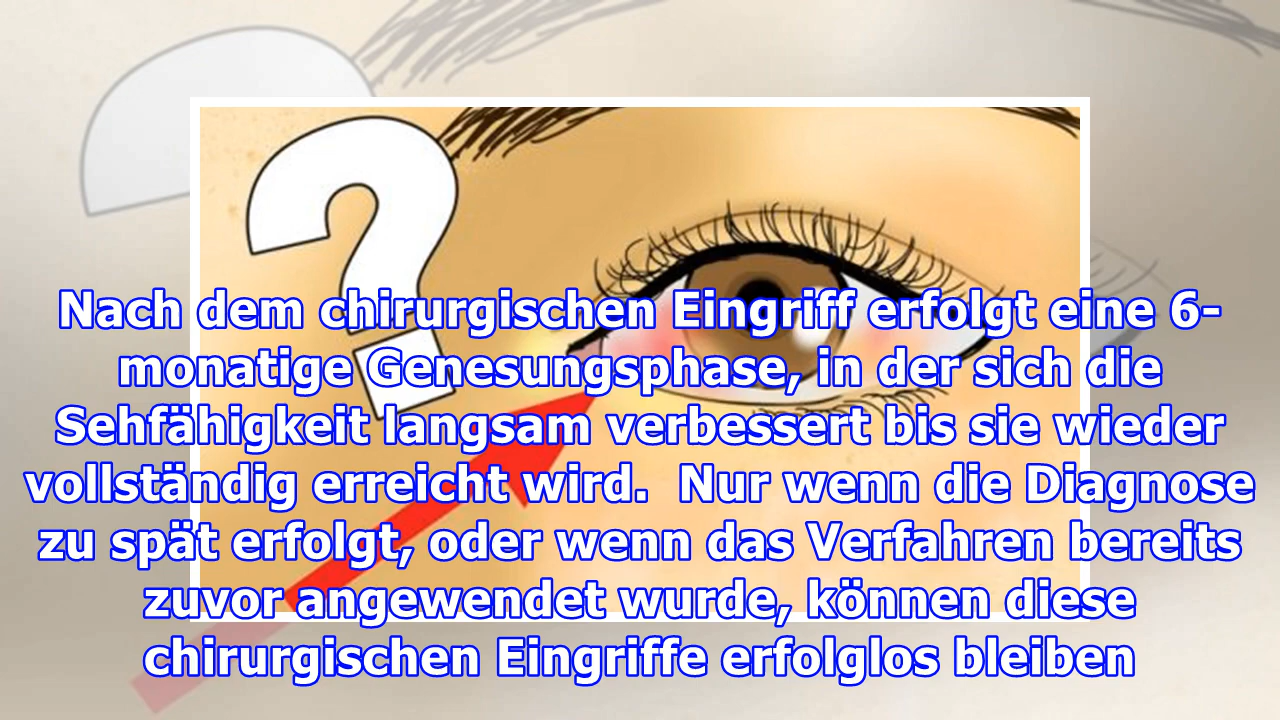 Nach dem chirurgischen Eingriff erfolgt eine 6-
monatige Genesungsphase, in der sich die
Sehfähigkeit langsam verbessert bis sie wieder
vollständig erreicht wird.  Nur wenn die Diagnose
zu spät erfolgt, oder wenn das Verfahren bereits
zuvor angewendet wurde, können diese
chirurgischen Eingriffe erfolglos bleiben